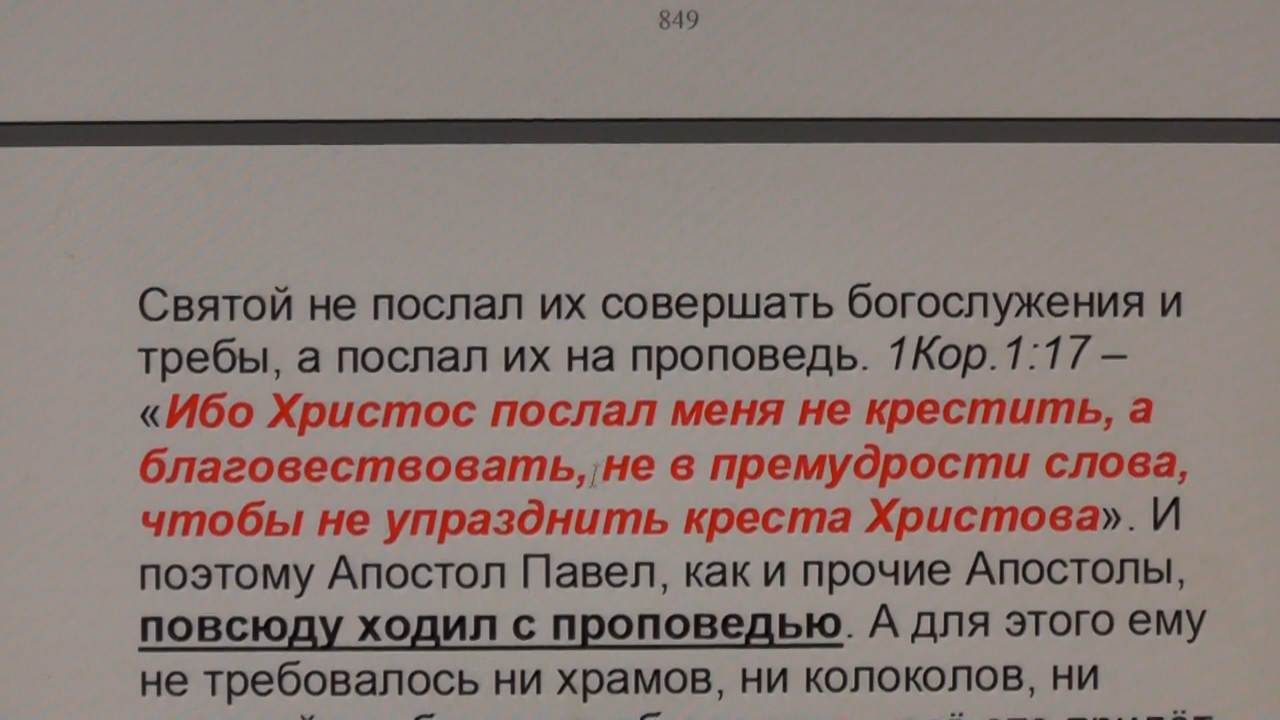 849
Святой не послал их совершать богослужения и
требы, а послал их на проповедь. 1Кор.1:17 –
«Ибо Христос послал меня не крестить, а
благовествовать, не в премудрости слова,
чтобы не упразднить креста Христова». И
поэтому Апостол Павел, как и прочие Апостолы,
повсюду ходил с проповедью. А для этого ему
не требовалось ни храмов, ни колоколов, ни